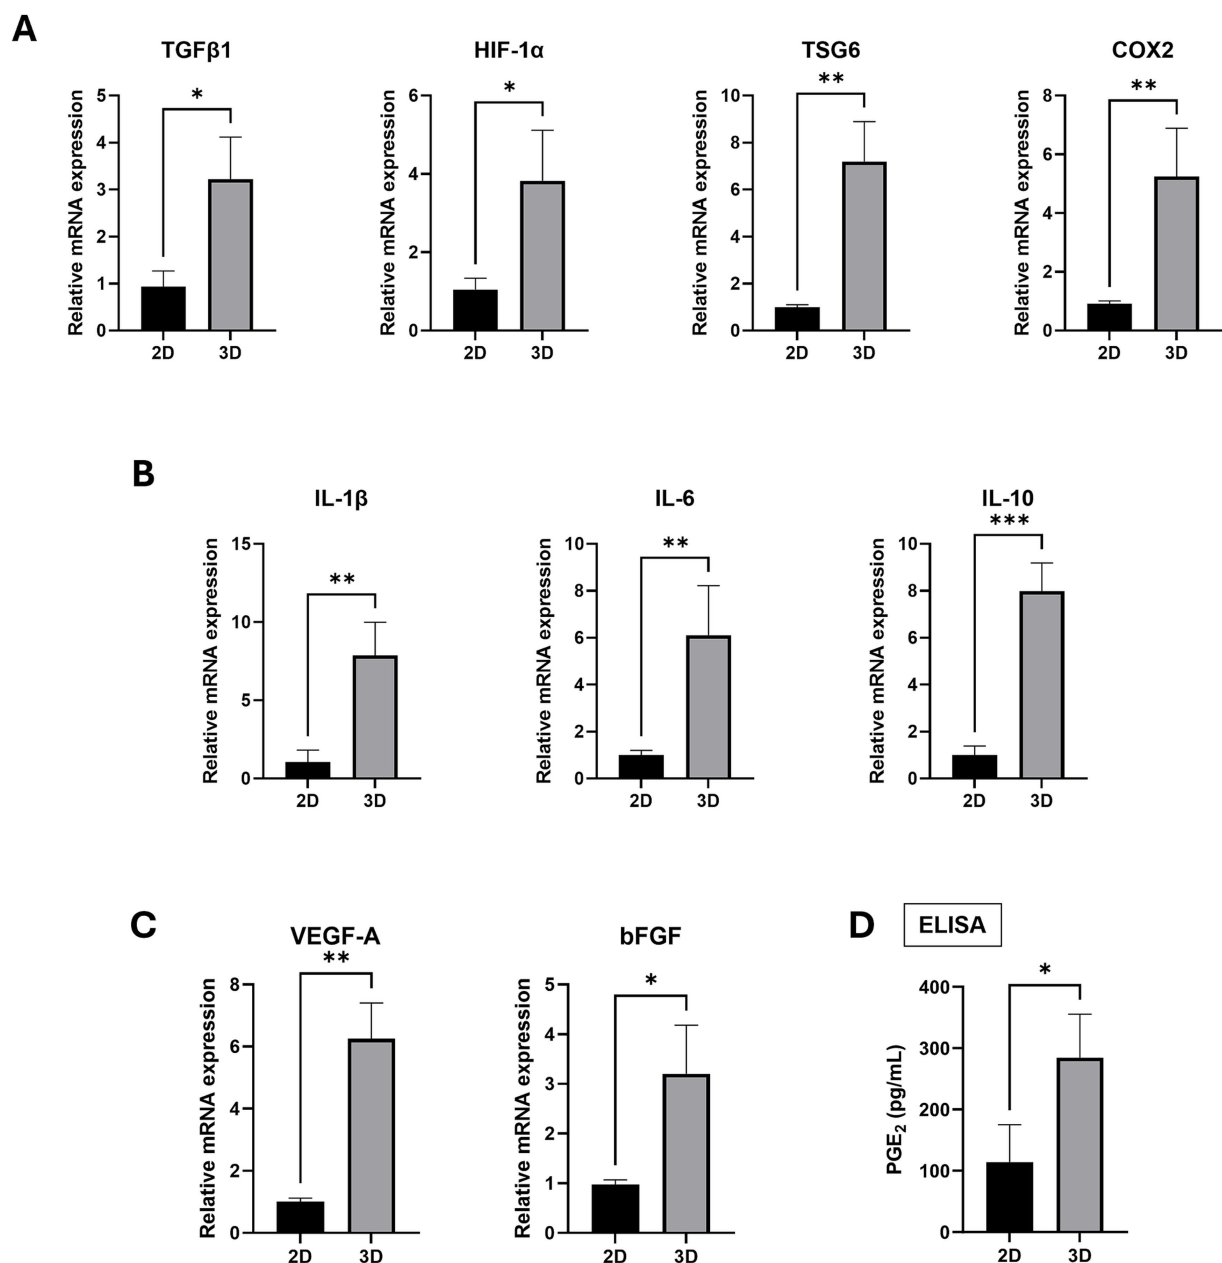 A
TGFβ1
HIF-1α
TSG6
COX2
*
*
**
**
Relative mRNA expression
5
4
3
2
1
0
2D
3D
Relative mRNA expression
6
4
2
0
2D
3D
Relative mRNA expression
10
8
6
4
2
0
2D
3D
Relative mRNA expression
8
6
4
2
0
2D
3D
B
IL-1β
IL-6
IL-10
**
**
***
Relative mRNA expression
15
10
5
0
2D
3D
Relative mRNA expression
10
8
6
4
2
0
2D
3D
Relative mRNA expression
10
8
6
4
2
0
2D
3D
C
VEGF-A
**
Relative mRNA expression
8
6
4
2
0
2D
3D
bFGF
*
Relative mRNA expression
5
4
3
2
1
0
2D
3D
D
ELISA
*
PGE₂ (pg/mL)
400
300
200
100
0
2D
3D